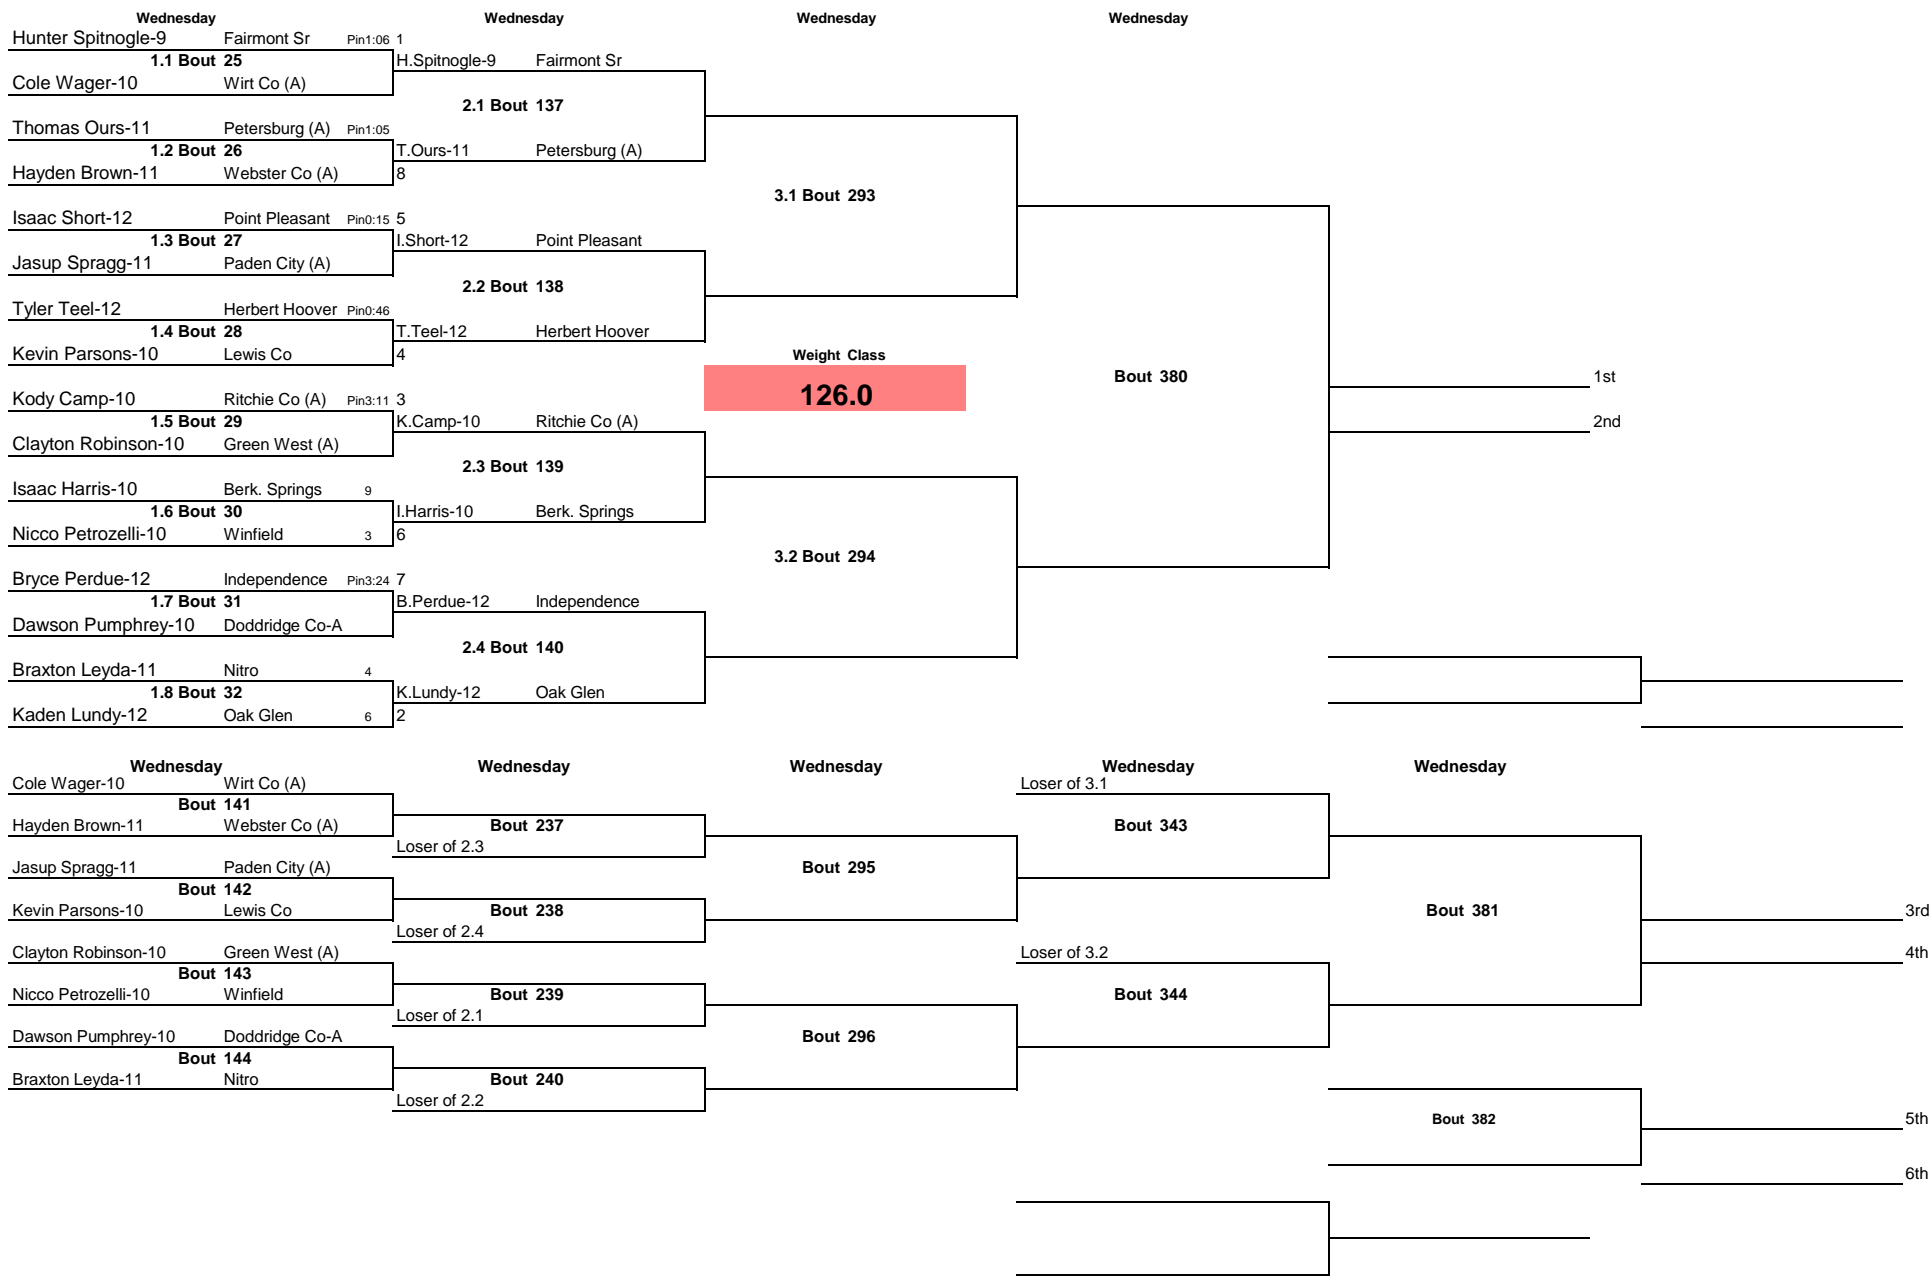 Wednesday Wednesday Wednesday Wednesday
Hunter Spitnogle-9 Fairmont Sr Pin1:06 1
1.1 Bout 25 H.Spitnogle-9 Fairmont Sr
Cole Wager-10 Wirt Co (A)
2.1 Bout 137
Thomas Ours-11 Petersburg (A) Pin1:05
1.2 Bout 26 T.Ours-11 Petersburg (A)
Hayden Brown-11 Webster Co (A) 8
3.1 Bout 293
Isaac Short-12 Point Pleasant Pin0:15 5
1.3 Bout 27 I.Short-12 Point Pleasant
Jasup Spragg-11 Paden City (A)
2.2 Bout 138
Tyler Teel-12 Herbert Hoover Pin0:46
1.4 Bout 28 T.Teel-12 Herbert Hoover
Kevin Parsons-10 Lewis Co 4 Weight Class
Bout 380 1st
126.0
Kody Camp-10 Ritchie Co (A) Pin3:11 3
1.5 Bout 29 K.Camp-10 Ritchie Co (A) 2nd
Clayton Robinson-10 Green West (A)
2.3 Bout 139
Isaac Harris-10 Berk. Springs 9
1.6 Bout 30 I.Harris-10 Berk. Springs
Nicco Petrozelli-10 Winfield 3 6
3.2 Bout 294
Bryce Perdue-12 Independence Pin3:24 7
1.7 Bout 31 B.Perdue-12 Independence
Dawson Pumphrey-10 Doddridge Co-A
2.4 Bout 140
Braxton Leyda-11 Nitro 4
1.8 Bout 32 K.Lundy-12 Oak Glen
Kaden Lundy-12 Oak Glen 6 2
Wednesday Wednesday Wednesday Wednesday Wednesday
Cole Wager-10 Wirt Co (A) Loser of 3.1
Bout 141
Hayden Brown-11 Webster Co (A) Bout 237 Bout 343
Loser of 2.3
Jasup Spragg-11 Paden City (A) Bout 295
Bout 142
Kevin Parsons-10 Lewis Co Bout 238 Bout 381 3rd
Loser of 2.4
Clayton Robinson-10 Green West (A) Loser of 3.2 4th
Bout 143
Nicco Petrozelli-10 Winfield Bout 239 Bout 344
Loser of 2.1
Dawson Pumphrey-10 Doddridge Co-A Bout 296
Bout 144
Braxton Leyda-11 Nitro Bout 240
Loser of 2.2
Bout 382 5th
6th